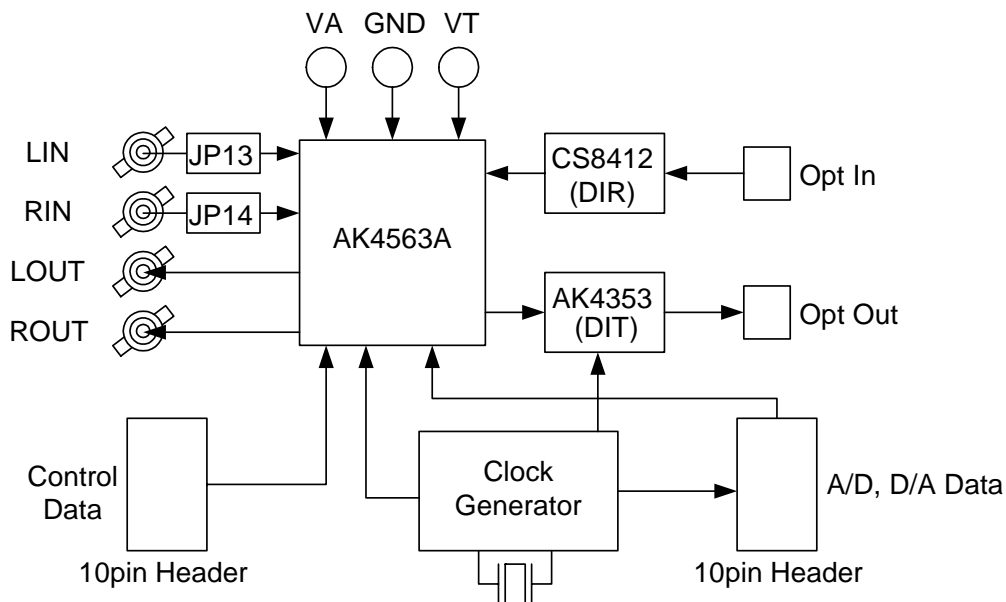 VA GND VT
LIN
JP13
CS8412
(DIR)
Opt In
RIN
JP14
AK4563A
LOUT
AK4353
(DIT)
Opt Out
ROUT
Control
Data
Clock
Generator
A/D, D/A Data
10pin Header
10pin Header